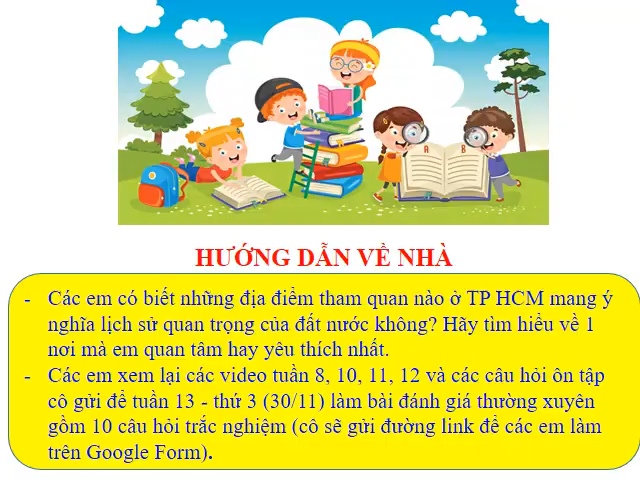 A B
HƯỚNG DẪN VỀ NHÀ
- Các em có biết những địa điểm tham quan nào ở TP HCM mang ý
nghĩa lịch sử quan trọng của đất nước không? Hãy tìm hiểu về 1
nơi mà em quan tâm hay yêu thích nhất.
- Các em xem lại các video tuần 8, 10, 11, 12 và các câu hỏi ôn tập
cô gửi để tuần 13 - thứ 3 (30/11) làm bài đánh giá thường xuyên
gồm 10 câu hỏi trắc nghiệm (cô sẽ gửi đường link để các em làm
trên Google Form).